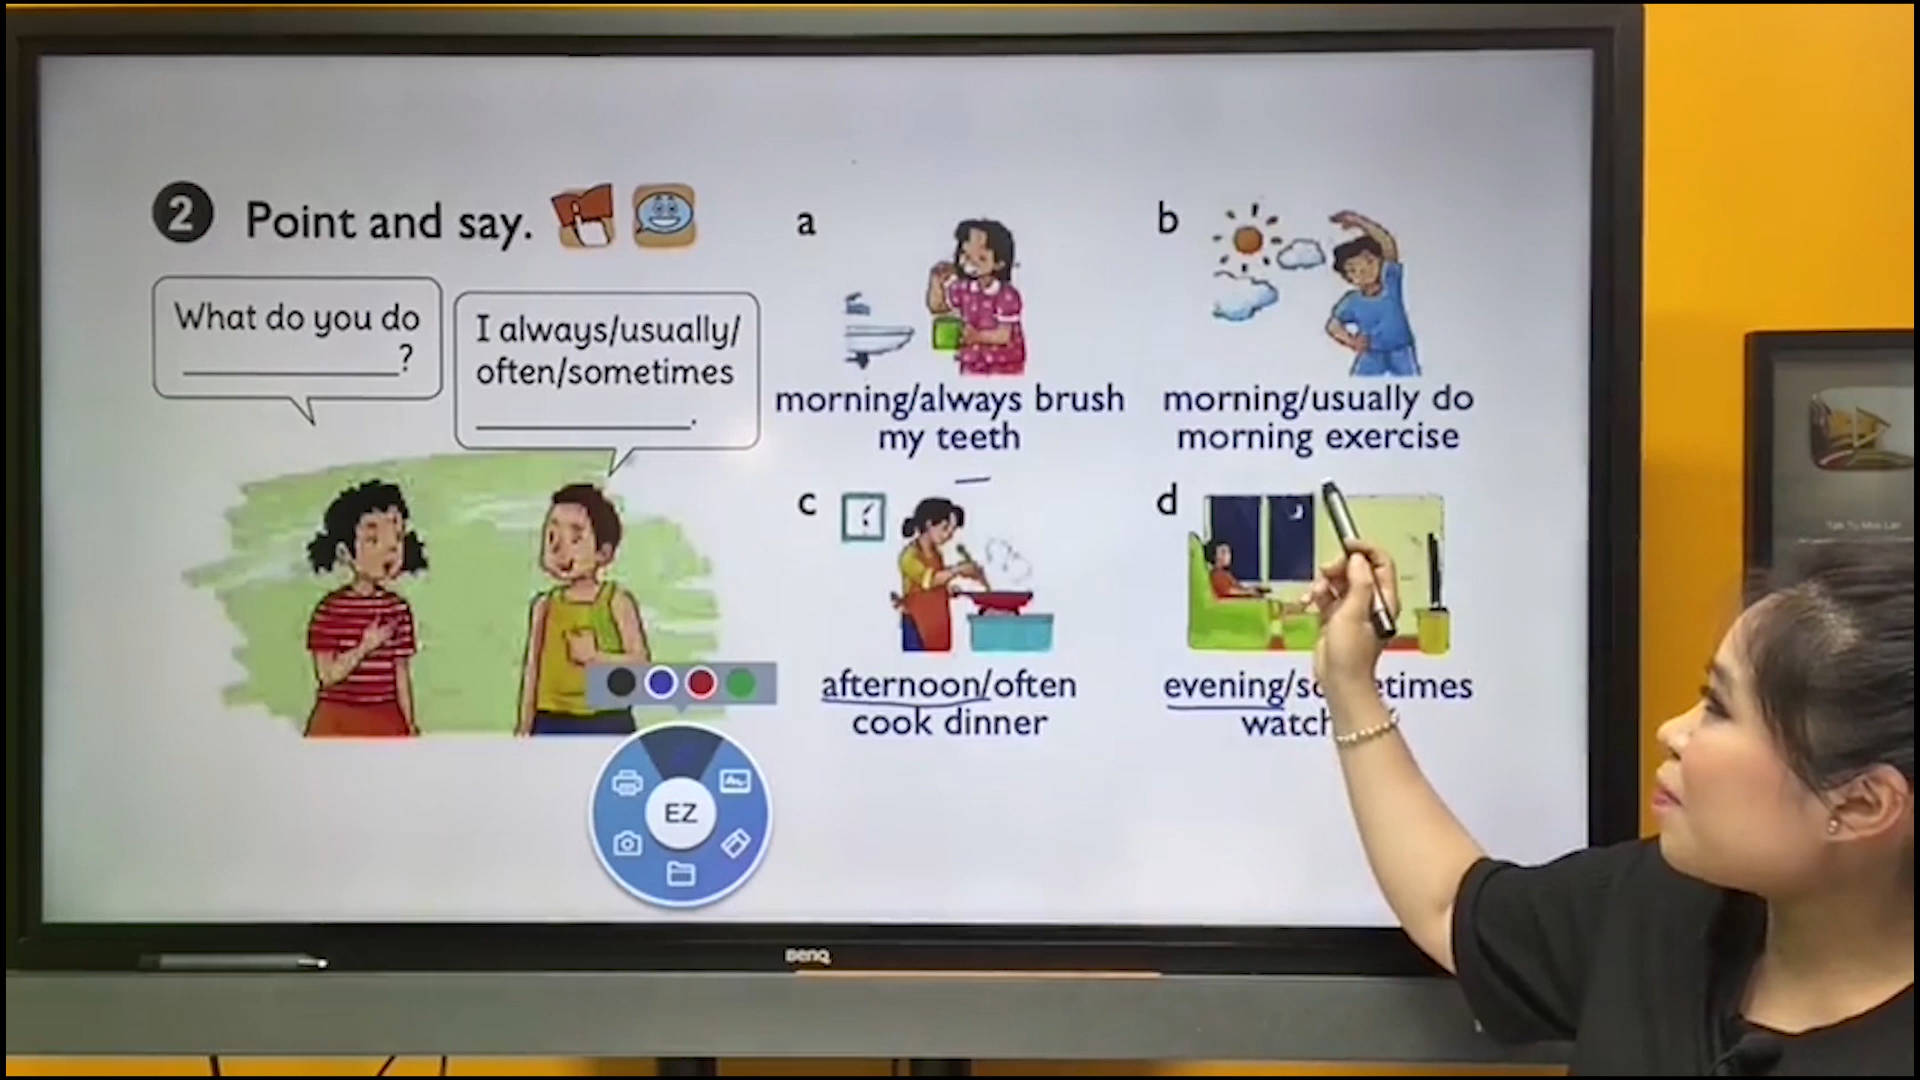 2 Point and say.
What do you do
?
I always/usually/
often/sometimes
.
a
morning/always brush
my teeth
b
morning/usually do
morning exercise
c
afternoon/often
cook dinner
d
evening/sometimes
watch
EZ
BenQ